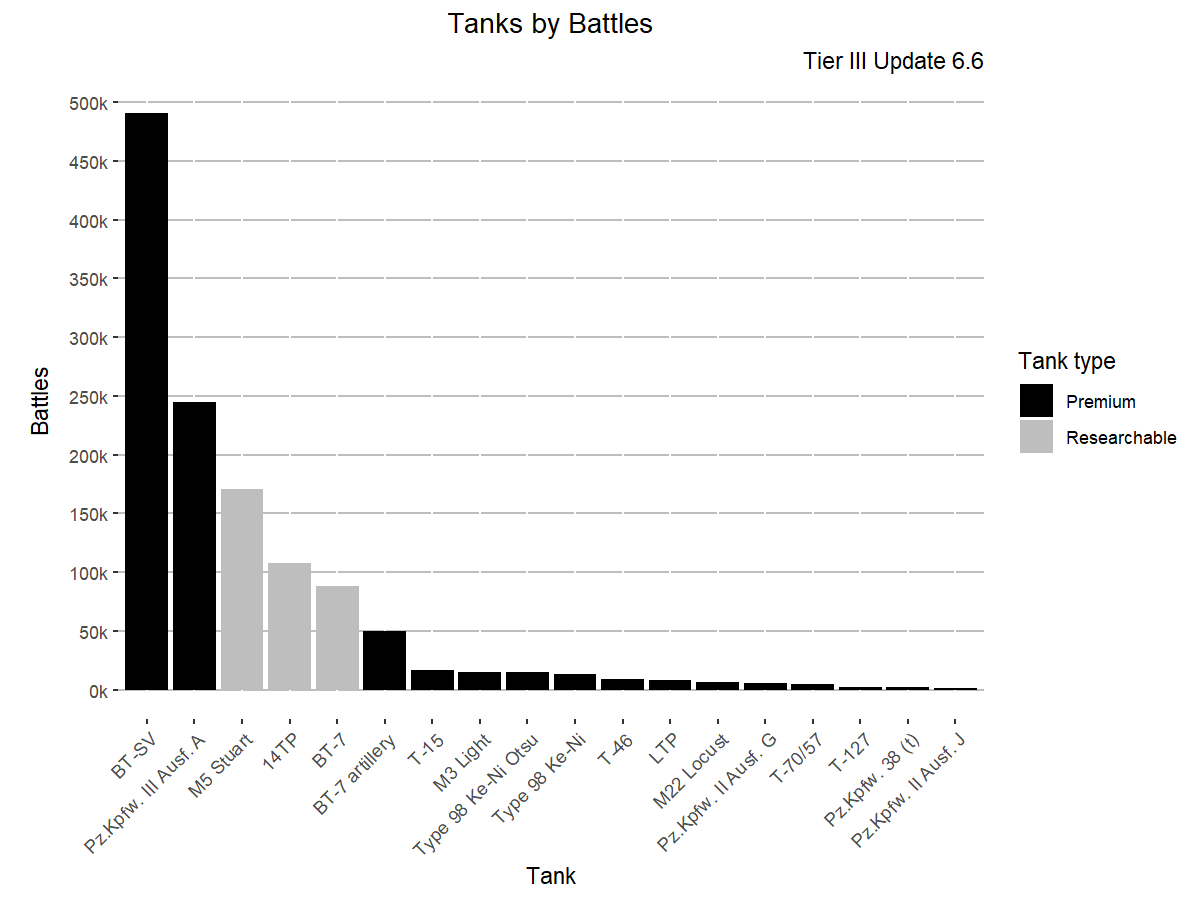 Tanks by Battles
Tier III Update 6.6
500k
450k
400k
350k
300k
250k
200k
150k
100k
50k
0k
Battles
BT-SV
Pz.Kpfw. III Ausf. A
M5 Stuart
14TP
BT-7
BT-7 artillery
T-15
M3 Light
Type 98 Ke-Ni Otsu
Type 98 Ke-Ni
T-46
LTP
M22 Locust
Pz.Kpfw. II Ausf. G
T-70/57
T-127
Pz.Kpfw. 38 (t)
Pz.Kpfw. II Ausf. J
Tank
Tank type
Premium
Researchable